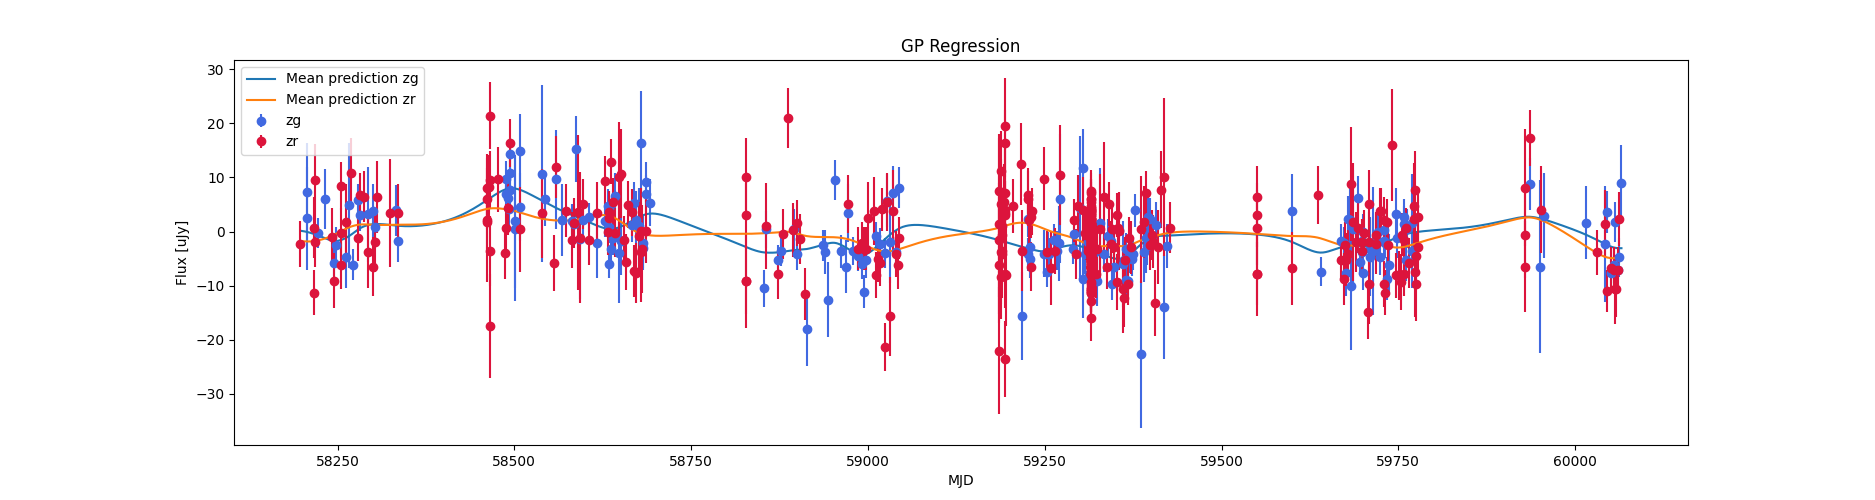 GP Regression
Mean prediction zg
Mean prediction zr
zg
zr
Flux [uJy]
30
20
10
0
−10
−20
−30
58250
58500
58750
59000
59250
59500
59750
60000
MJD